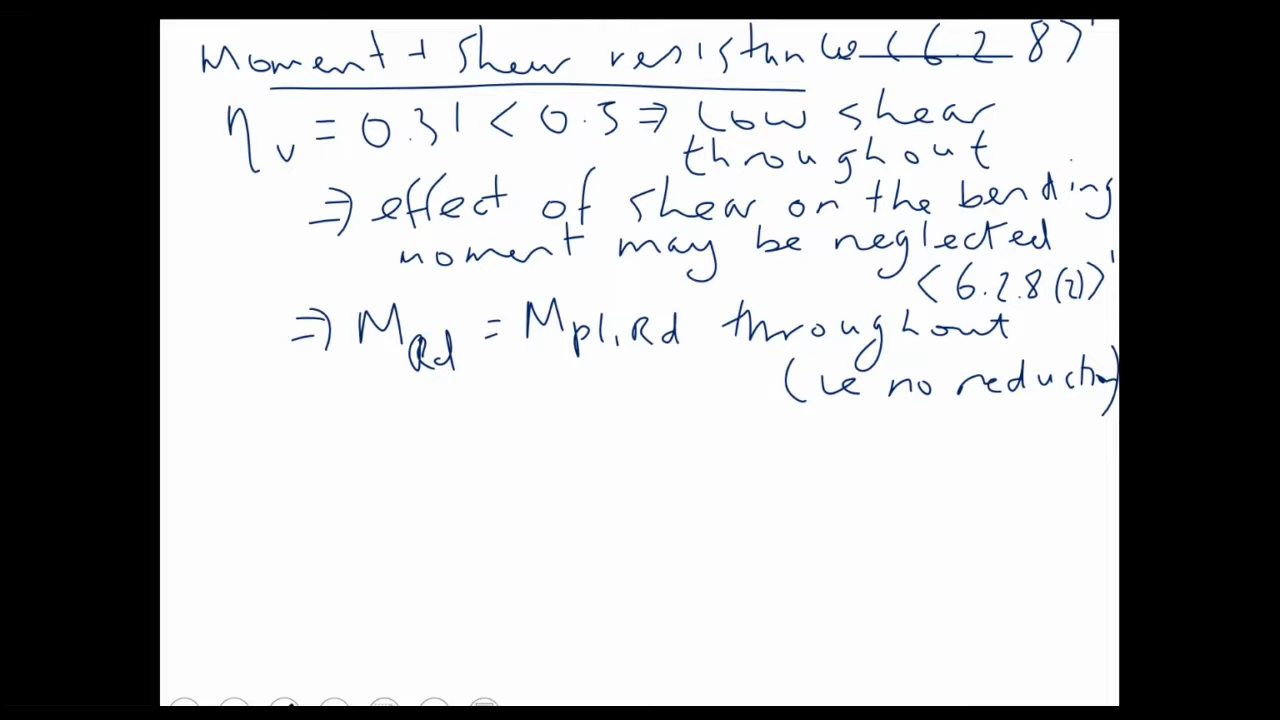 Moment + Shear resistance <6.2.8>'
ηv = 0.31 < 0.5 ⇒ Low shear
throughout
⇒ effect of shear on the bending
moment may be neglected
<6.2.8(2)>'
⇒ MRd = Mpl,Rd throughout
(ie no reduction)